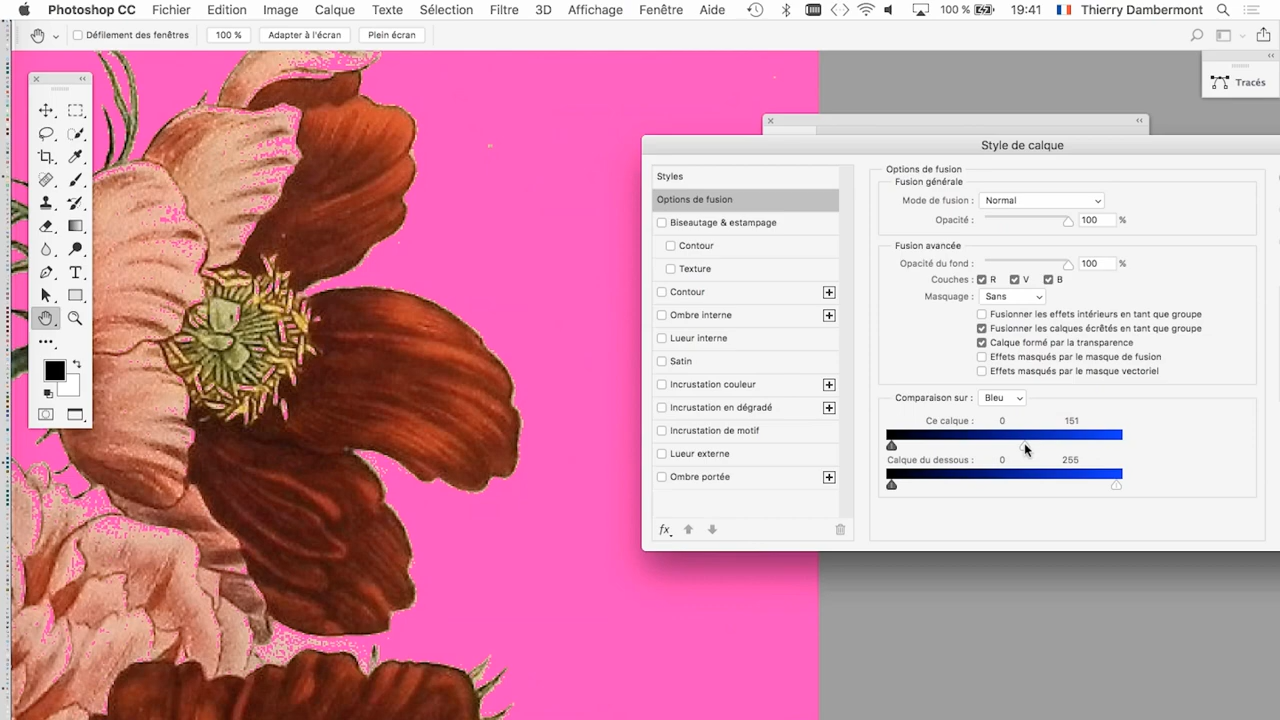 Photoshop CC Fichier Edition Image Calque Texte Sélection Filtre 3D Affichage Fenêtre Aide 100 % 19:41 Thierry Dambermont
Défilement des fenêtres 100 % Adapter à l'écran Plein écran
Tracés
Style de calque
Styles
Options de fusion
Biseautage & estampage
Contour
Texture
Contour
Ombre interne
Lueur interne
Satin
Incrustation couleur
Incrustation en dégradé
Incrustation de motif
Lueur externe
Ombre portée
fx
Options de fusion
Fusion générale
Mode de fusion : Normal
Opacité : 100 %
Fusion avancée
Opacité du fond : 100 %
Couches : R V B
Masquage : Sans
Fusionner les effets intérieurs en tant que groupe
Fusionner les calques écrêtés en tant que groupe
Calque formé par la transparence
Effets masqués par le masque de fusion
Effets masqués par le masque vectoriel
Comparaison sur : Bleu
Ce calque : 0 151
Calque du dessous : 0 255